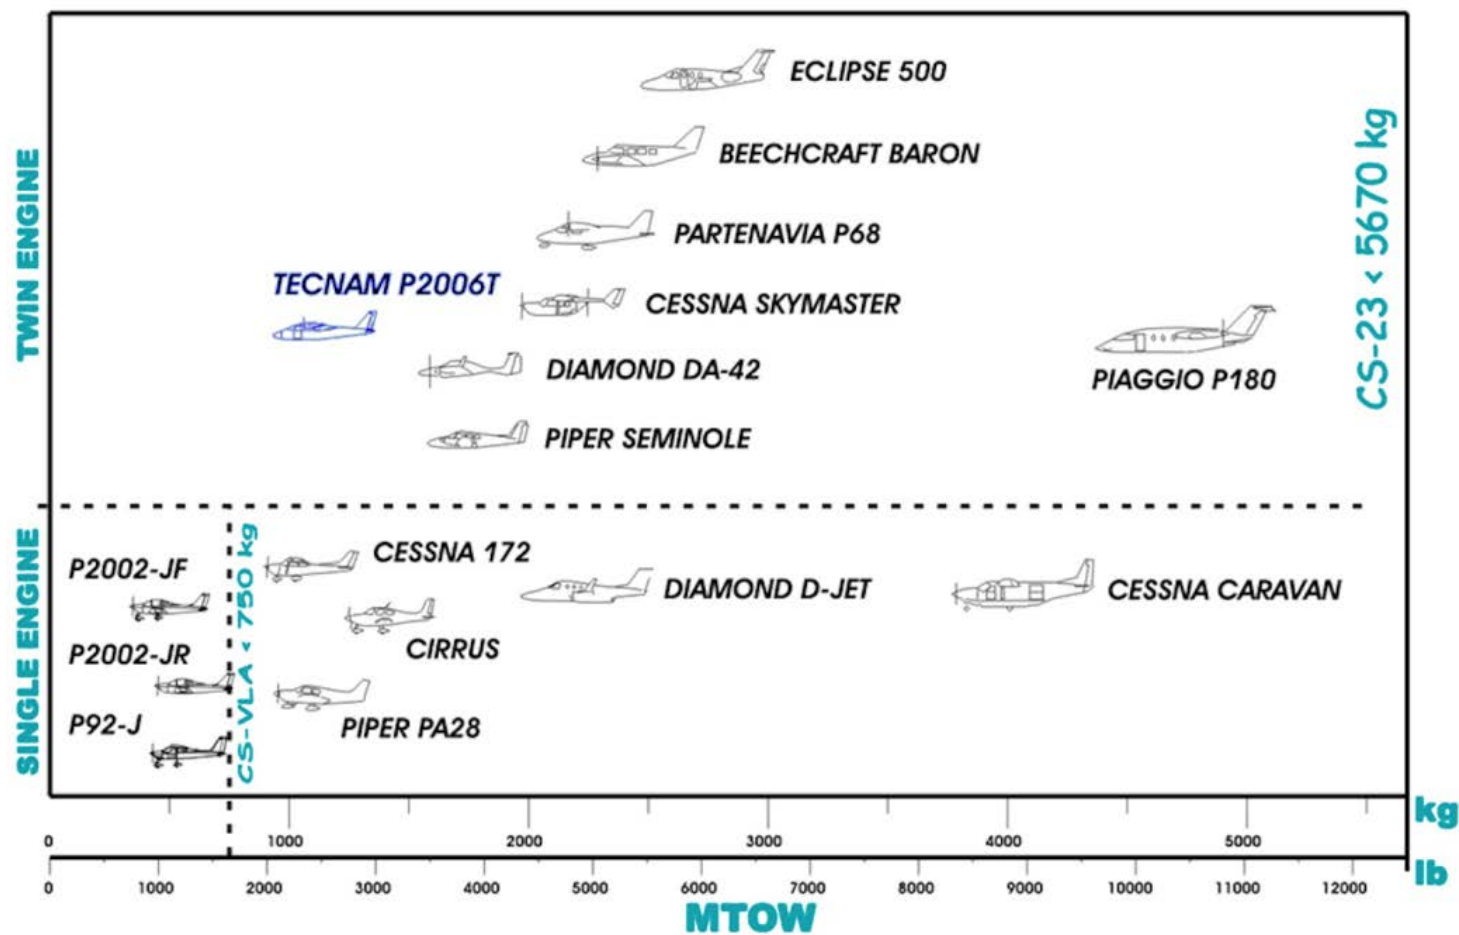 TWIN ENGINE
ECLIPSE 500
BEECHCRAFT BARON
PARTENAVIA P68
TECNAM P2006T
CESSNA SKYMASTER
DIAMOND DA-42
PIAGGIO P180
PIPER SEMINOLE
CS-23 < 5670 kg
SINGLE ENGINE
P2002-JF
P2002-JR
P92-J
CS-VLA < 750 kg
CESSNA 172
DIAMOND D-JET
CESSNA CARAVAN
CIRRUS
PIPER PA28
0 1000 2000 3000 4000 5000 kg
0 1000 2000 3000 4000 5000 6000 7000 8000 9000 10000 11000 12000 lb
MTOW